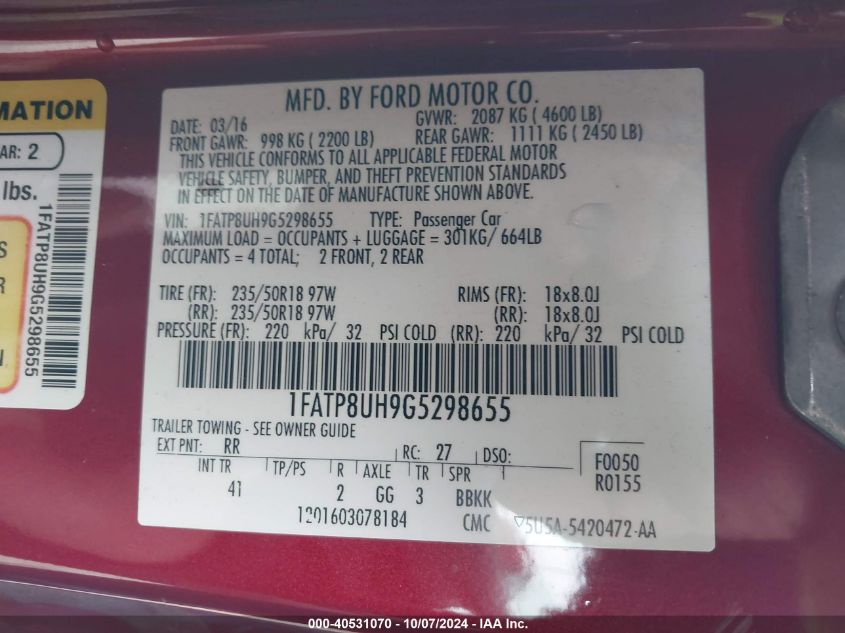 MATION
AR: 2
lbs.
1FATP8UH9G5298655
S
R
N
MFD. BY FORD MOTOR CO.
DATE: 03/16 GVWR: 2087 KG ( 4600 LB)
FRONT GAWR: 998 KG ( 2200 LB) REAR GAWR: 1111 KG ( 2450 LB)
THIS VEHICLE CONFORMS TO ALL APPLICABLE FEDERAL MOTOR
VEHICLE SAFETY, BUMPER, AND THEFT PREVENTION STANDARDS
IN EFFECT ON THE DATE OF MANUFACTURE SHOWN ABOVE.
VIN: 1FATP8UH9G5298655 TYPE: Passenger Car
MAXIMUM LOAD = OCCUPANTS + LUGGAGE = 301KG/ 664LB
OCCUPANTS = 4 TOTAL; 2 FRONT, 2 REAR
TIRE (FR): 235/50R18 97W RIMS (FR): 18x8.0J
(RR): 235/50R18 97W (RR): 18x8.0J
PRESSURE (FR): 220 kPa/ 32 PSI COLD (RR): 220 kPa/ 32 PSI COLD
1FATP8UH9G5298655
TRAILER TOWING - SEE OWNER GUIDE
EXT PNT: RR RC: 27 DSO: F0050
INT TR TP/PS R AXLE TR SPR R0155
41 2 GG 3 BBKK
1201603078184 CMC 5U5A-5420472-AA
000-40531070 - 10/07/2024 - IAA Inc.